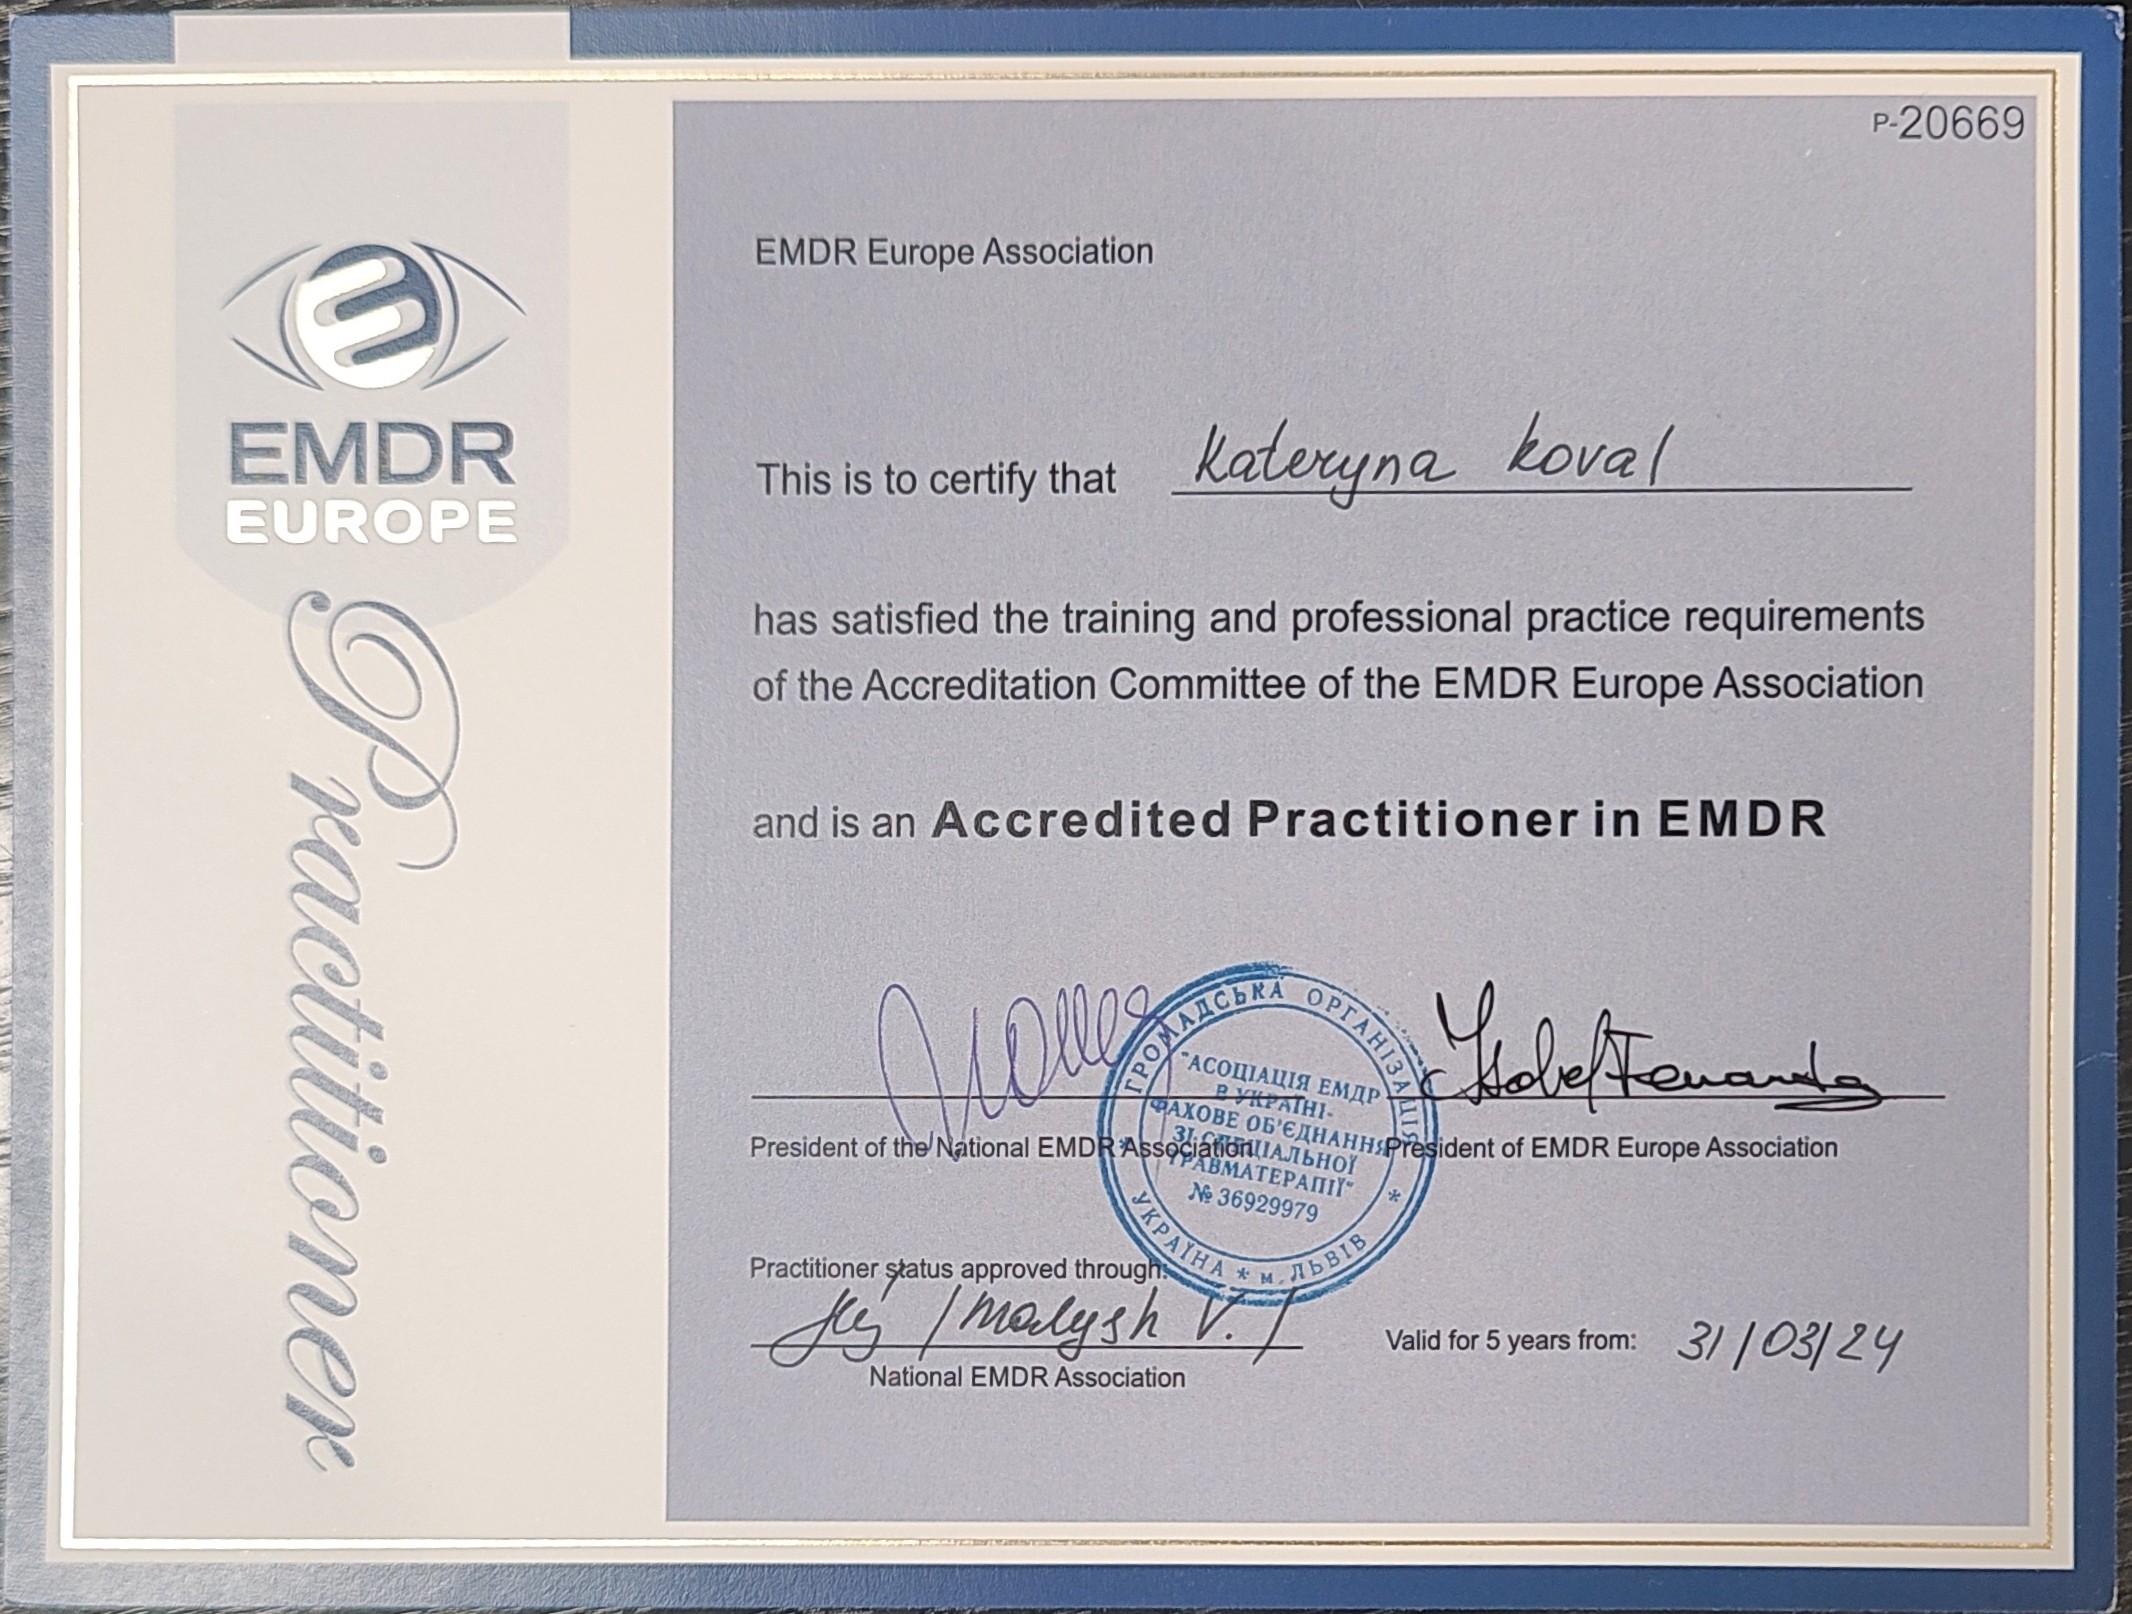 P-20669
EMDR
EUROPE
Practitioner
EMDR Europe Association
This is to certify that Kateryna Koval
has satisfied the training and professional practice requirements
of the Accreditation Committee of the EMDR Europe Association
and is an Accredited Practitioner in EMDR
President of the National EMDR Association
President of EMDR Europe Association
ГРОМАДСЬКА ОРГАНІЗАЦІЯ
"АСОЦІАЦІЯ ЕМДР
В УКРАЇНІ-
ФАХОВЕ ОБ'ЄДНАННЯ
ЗІ СПЕЦІАЛЬНОЇ
ТРАВМАТЕРАПІЇ"
№ 36929979
* УКРАЇНА * м. ЛЬВІВ *
Practitioner status approved through:
/Malysh V./
National EMDR Association
Valid for 5 years from: 31/03/24